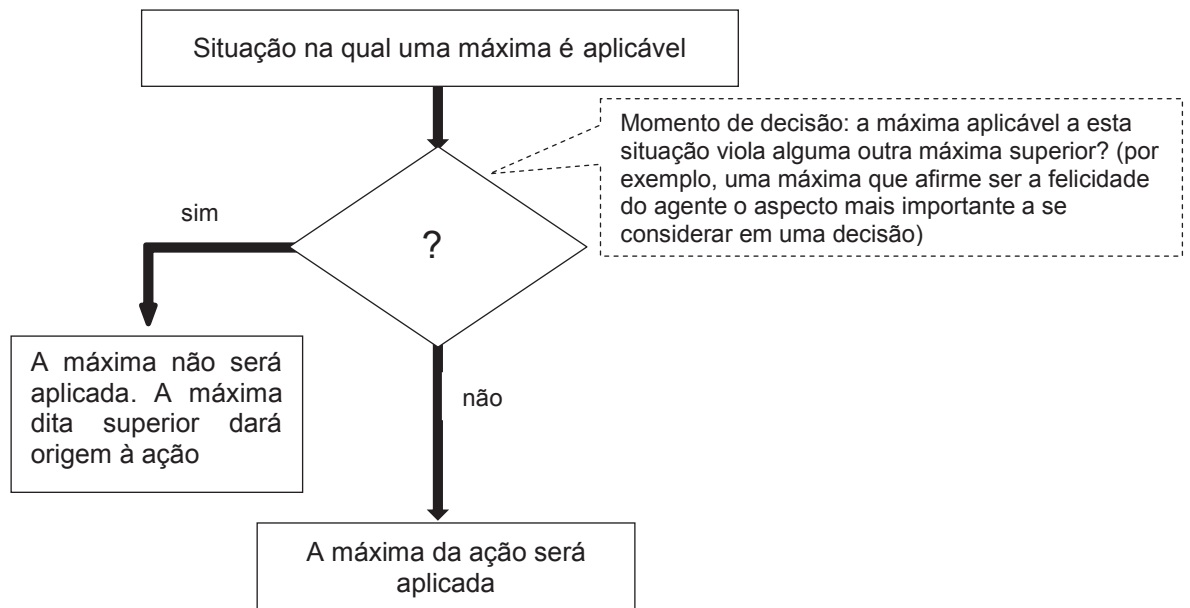 Situação na qual uma máxima é aplicável
Momento de decisão: a máxima aplicável a esta
situação viola alguma outra máxima superior? (por
exemplo, uma máxima que afirme ser a felicidade
do agente o aspecto mais importante a se
considerar em uma decisão)
sim
?
A máxima não será
aplicada. A máxima
dita superior dará
origem à ação
não
A máxima da ação será
aplicada